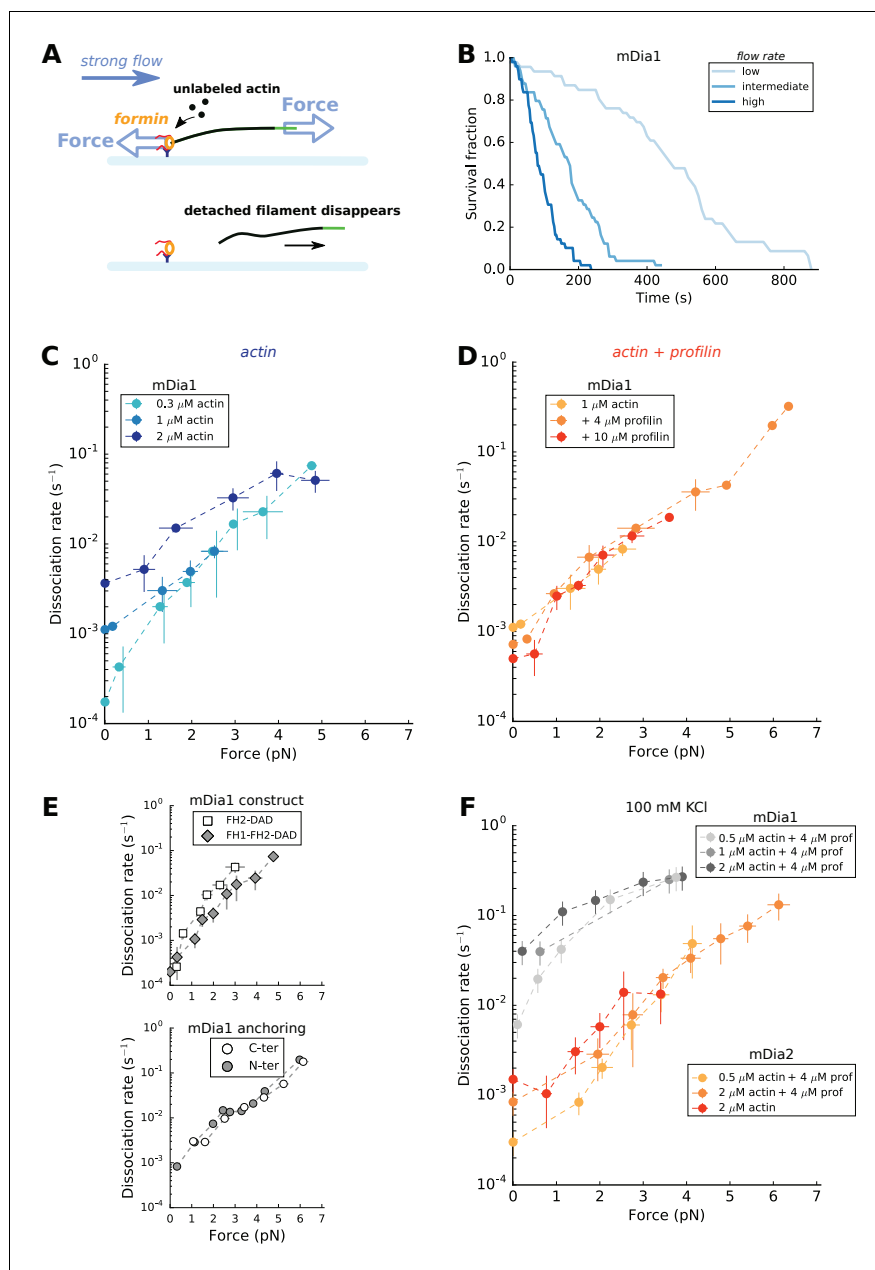 A
strong flow
unlabeled actin
formin
Force
Force
detached filament disappears
B
mDia1
flow rate
low
intermediate
high
Survival fraction
1.0
0.8
0.6
0.4
0.2
0.0
0 200 400 600 800
Time (s)
C
actin
mDia1
0.3 μM actin
1 μM actin
2 μM actin
Dissociation rate (s⁻¹)
10⁰
10⁻¹
10⁻²
10⁻³
10⁻⁴
0 1 2 3 4 5 6 7
Force (pN)
D
actin + profilin
mDia1
1 μM actin
+ 4 μM profilin
+ 10 μM profilin
Dissociation rate (s⁻¹)
10⁰
10⁻¹
10⁻²
10⁻³
10⁻⁴
0 1 2 3 4 5 6 7
Force (pN)
E
mDia1 construct
FH2-DAD
FH1-FH2-DAD
Dissociation rate (s⁻¹)
10⁰
10⁻¹
10⁻²
10⁻³
10⁻⁴
0 1 2 3 4 5 6 7
mDia1 anchoring
C-ter
N-ter
Dissociation rate (s⁻¹)
10⁰
10⁻¹
10⁻²
10⁻³
10⁻⁴
0 1 2 3 4 5 6 7
Force (pN)
F
100 mM KCl
mDia1
0.5 μM actin + 4 μM prof
1 μM actin + 4 μM prof
2 μM actin + 4 μM prof
mDia2
0.5 μM actin + 4 μM prof
2 μM actin + 4 μM prof
2 μM actin
Dissociation rate (s⁻¹)
10⁰
10⁻¹
10⁻²
10⁻³
10⁻⁴
0 1 2 3 4 5 6 7
Force (pN)